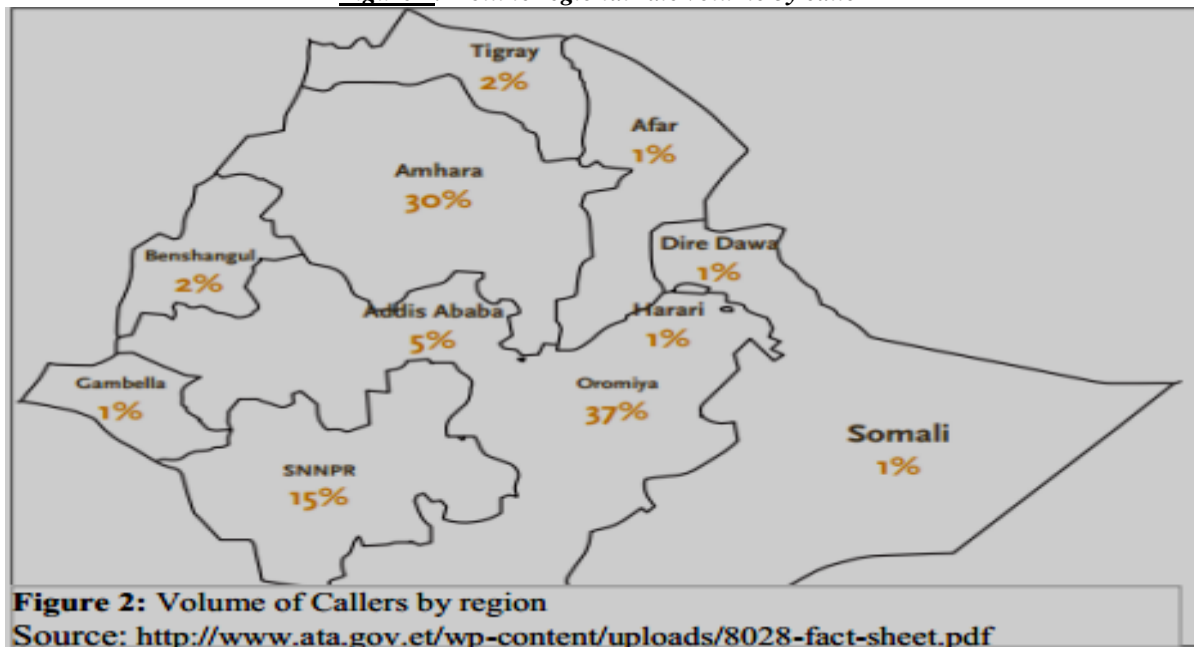 Tigray
2%
Afar
1%
Amhara
30%
Dire Dawa
1%
Benshangul
2%
Addis Ababa
5%
Harari
1%
Gambella
1%
Oromiya
37%
Somali
1%
SNNPR
15%
Figure 2: Volume of Callers by region
Source: http://www.ata.gov.et/wp-content/uploads/8028-fact-sheet.pdf